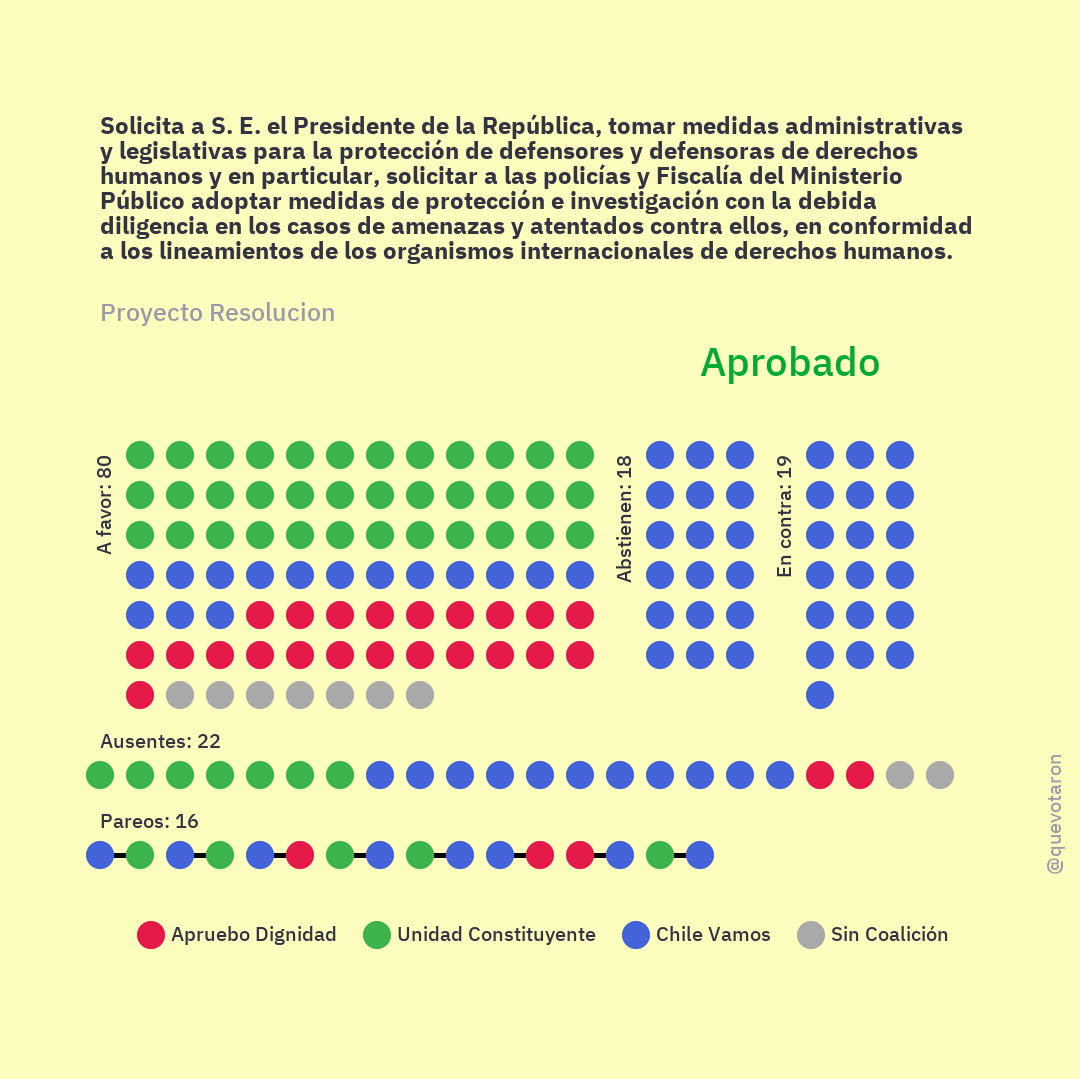 Solicita a S. E. el Presidente de la República, tomar medidas administrativas
y legislativas para la protección de defensores y defensoras de derechos
humanos y en particular, solicitar a las policías y Fiscalía del Ministerio
Público adoptar medidas de protección e investigación con la debida
diligencia en los casos de amenazas y atentados contra ellos, en conformidad
a los lineamientos de los organismos internacionales de derechos humanos.
Proyecto Resolucion
Aprobado
A favor: 80
Abstienen: 18
En contra: 19
Ausentes: 22
Pareos: 16
@quevotaron
Apruebo Dignidad
Unidad Constituyente
Chile Vamos
Sin Coalición